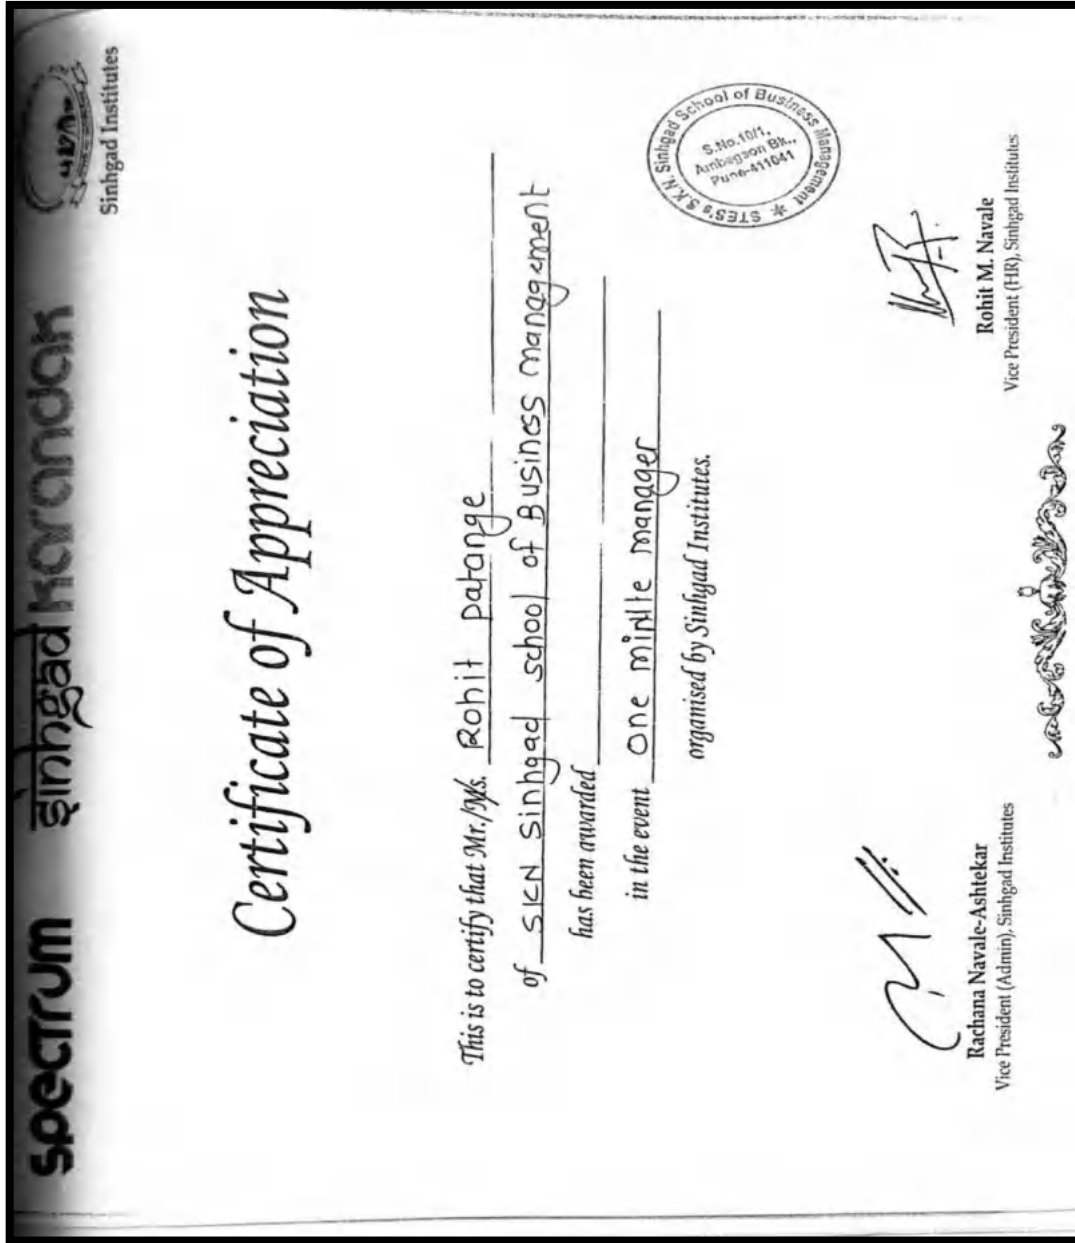 spectrum sinhgad karandak
Sinhgad Institutes
Certificate of Appreciation
This is to certify that Mr./Ms. Rohit patange
of SKN Sinhgad school of Business management
has been awarded
in the event one minute manager
organised by Sinhgad Institutes.
STES's S.K.N. Sinhgad School of Business Management
S.No.10/1,
Ambegaon Bk.,
Pune-411041
Rachana Navale-Ashtekar
Vice President (Admin), Sinhgad Institutes
Rohit M. Navale
Vice President (HR), Sinhgad Institutes